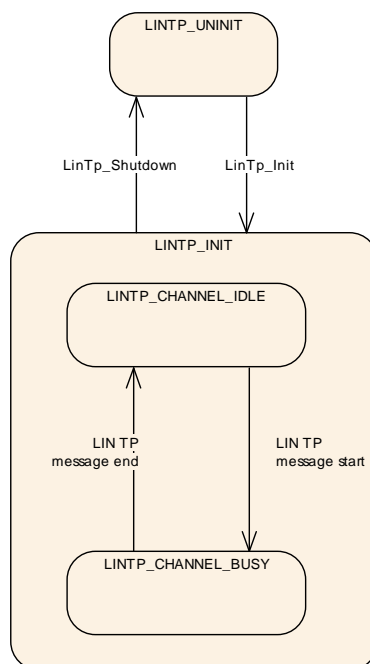 LINTP_UNINIT
LinTp_Shutdown
LinTp_Init
LINTP_INIT
LINTP_CHANNEL_IDLE
LIN TP
message end
LIN TP
message start
LINTP_CHANNEL_BUSY